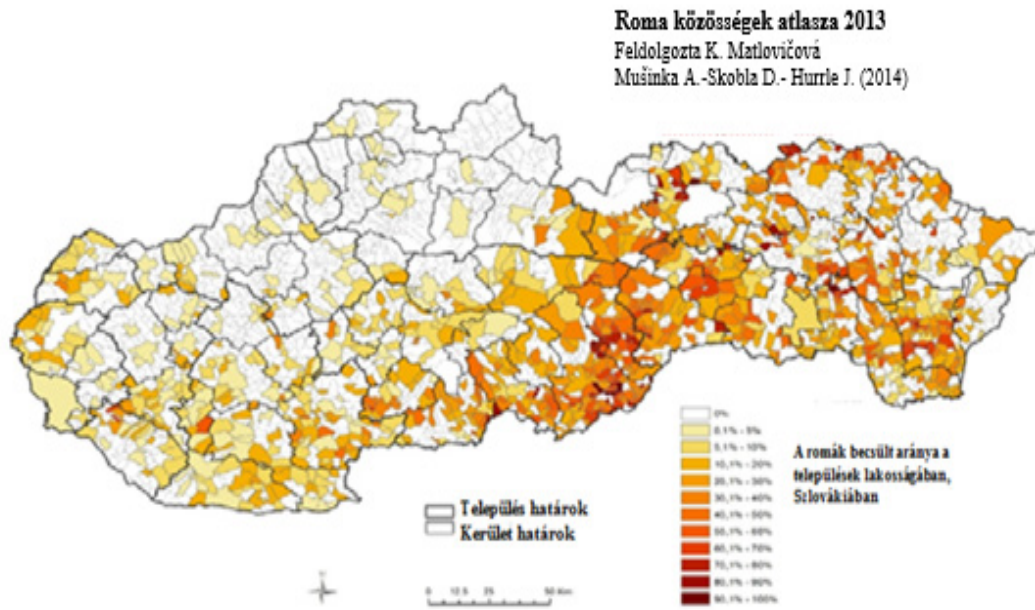 Roma közösségek atlasza 2013
Feldolgozta K. Matlovičová
Mušinka A.-Skobla D.- Hurrle J. (2014)
0%
0,1% - 5%
5,1% - 10%
10,1% - 20%
20,1% - 30%
30,1% - 40%
40,1% - 50%
50,1% - 60%
60,1% - 70%
70,1% - 80%
80,1% - 90%
90,1% - 100%
A romák becsült aránya a
települések lakosságában,
Szlovákiában
Település határok
Kerület határok
0 12.5 25 50 Km